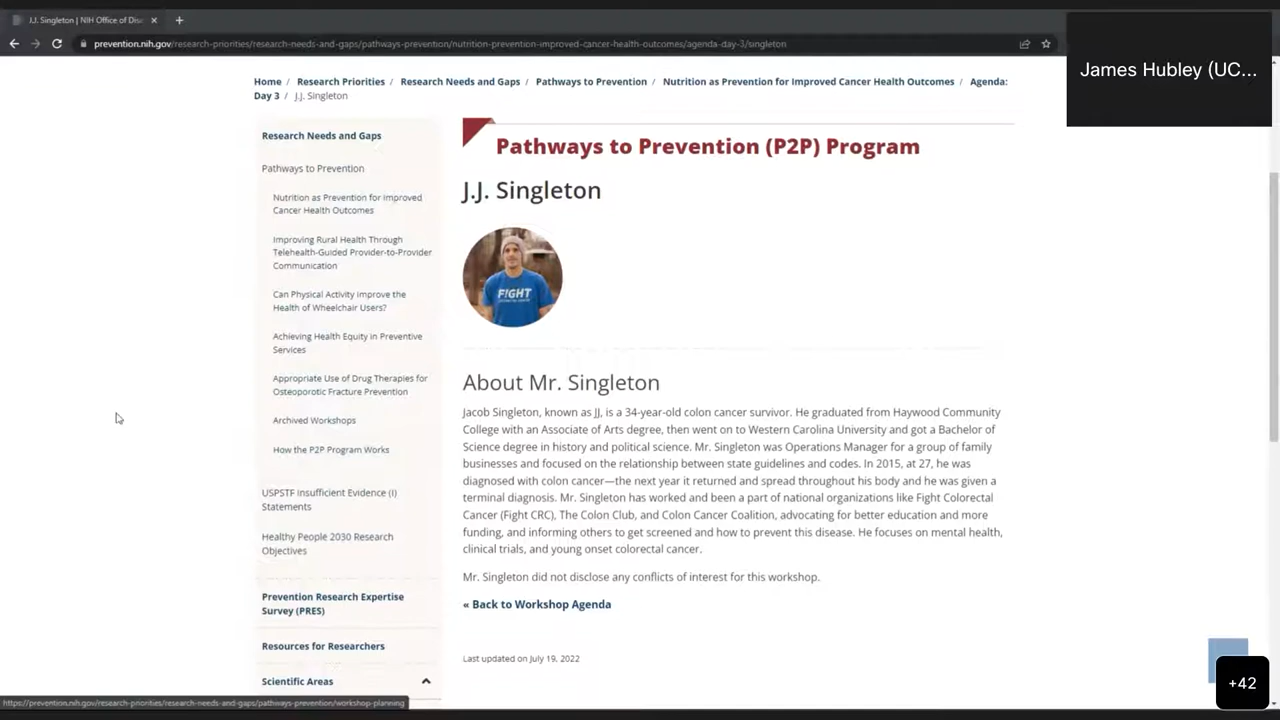 J.J. Singleton | NIH Office of Dise
prevention.nih.gov/research-priorities/research-needs-and-gaps/pathways-prevention/nutrition-prevention-improved-cancer-health-outcomes/agenda-day-3/singleton
James Hubley (UC...
Home / Research Priorities / Research Needs and Gaps / Pathways to Prevention / Nutrition as Prevention for Improved Cancer Health Outcomes / Agenda:
Day 3 / J.J. Singleton
Research Needs and Gaps
Pathways to Prevention
Nutrition as Prevention for Improved
Cancer Health Outcomes
Improving Rural Health Through
Telehealth-Guided Provider-to-Provider
Communication
Can Physical Activity Improve the
Health of Wheelchair Users?
Achieving Health Equity in Preventive
Services
Appropriate Use of Drug Therapies for
Osteoporotic Fracture Prevention
Archived Workshops
How the P2P Program Works
USPSTF Insufficient Evidence (I)
Statements
Healthy People 2030 Research
Objectives
Prevention Research Expertise
Survey (PRES)
Resources for Researchers
Scientific Areas
Pathways to Prevention (P2P) Program
J.J. Singleton
FIGHT
About Mr. Singleton
Jacob Singleton, known as JJ, is a 34-year-old colon cancer survivor. He graduated from Haywood Community
College with an Associate of Arts degree, then went on to Western Carolina University and got a Bachelor of
Science degree in history and political science. Mr. Singleton was Operations Manager for a group of family
businesses and focused on the relationship between state guidelines and codes. In 2015, at 27, he was
diagnosed with colon cancer—the next year it returned and spread throughout his body and he was given a
terminal diagnosis. Mr. Singleton has worked and been a part of national organizations like Fight Colorectal
Cancer (Fight CRC), The Colon Club, and Colon Cancer Coalition, advocating for better education and more
funding, and informing others to get screened and how to prevent this disease. He focuses on mental health,
clinical trials, and young onset colorectal cancer.
Mr. Singleton did not disclose any conflicts of interest for this workshop.
« Back to Workshop Agenda
Last updated on July 19, 2022
+42
https://prevention.nih.gov/research-priorities/research-needs-and-gaps/pathways-prevention/workshop-planning